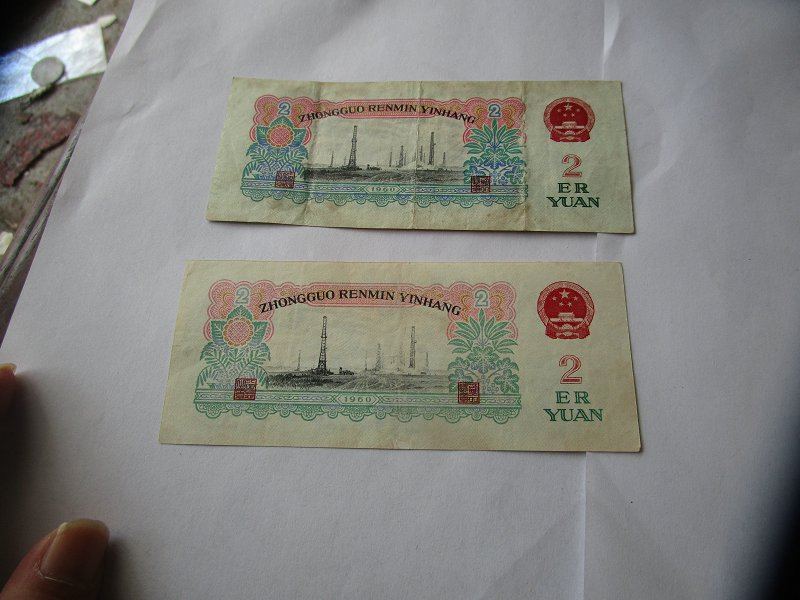 2 2
ZHONGGUO RENMIN YINHANG
1960
2
ER
YUAN
2 2
ZHONGGUO RENMIN YINHANG
1960
2
ER
YUAN